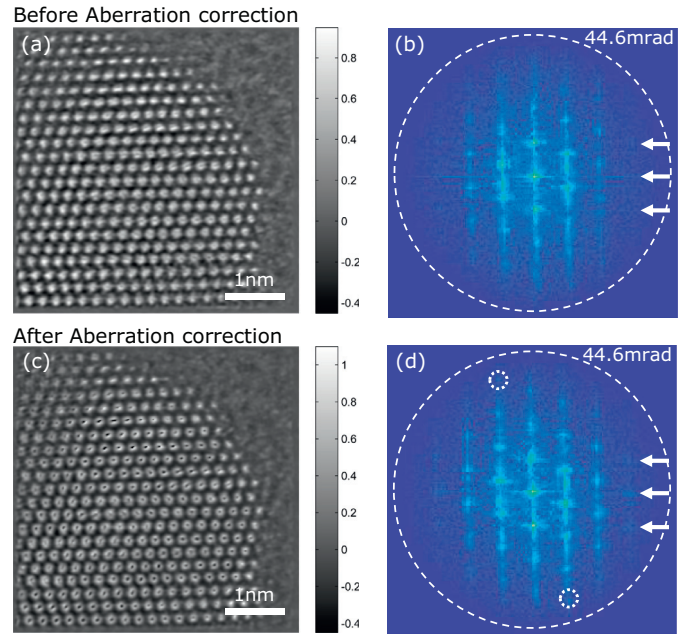 Before Aberration correction
(a)
0.8
0.6
0.4
0.2
0
-0.2
-0.4
1nm
(b)
44.6mrad
After Aberration correction
(c)
1
0.8
0.6
0.4
0.2
0
-0.2
-0.4
1nm
(d)
44.6mrad